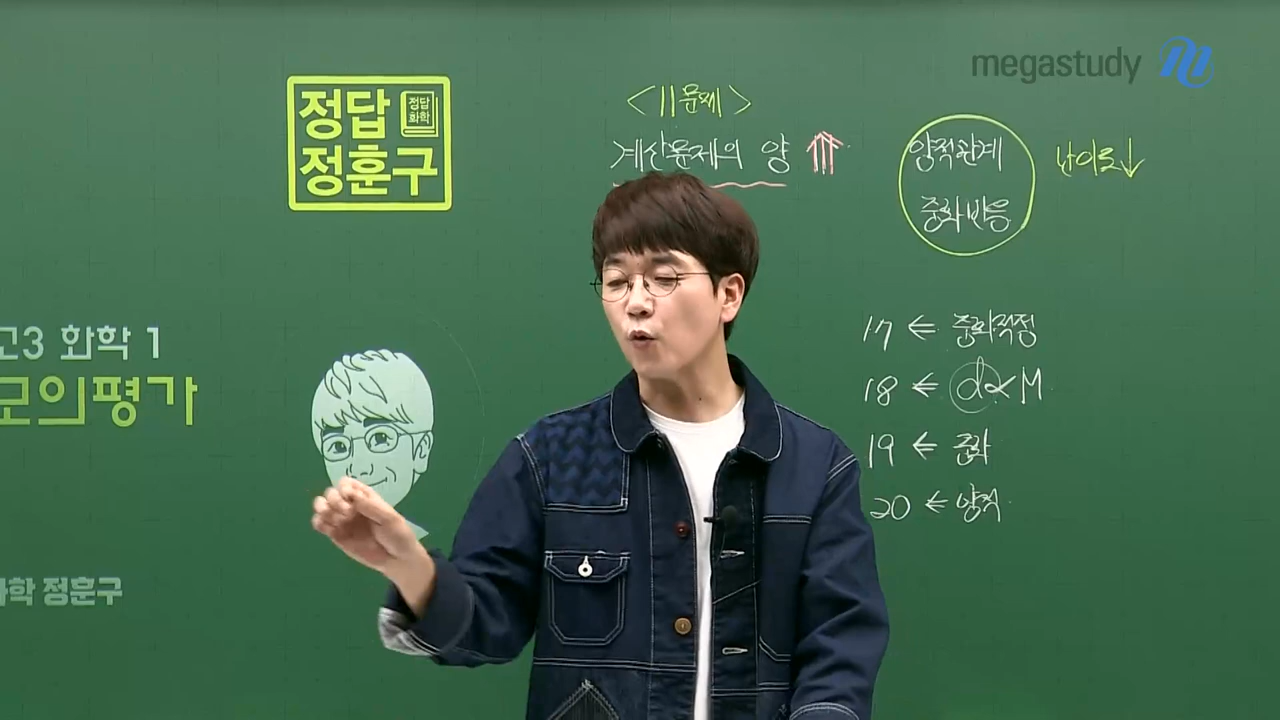 megastudy
정답
정답
화학
정훈구
<11문제>
계산문제의 양
양적관계
중화반응
난이도↓
고3 화학 1
모의평가
17 ⇐ 중화적정
18 ⇐ d∝M
19 ⇐ 중화
20 ⇐ 양적
화학 정훈구